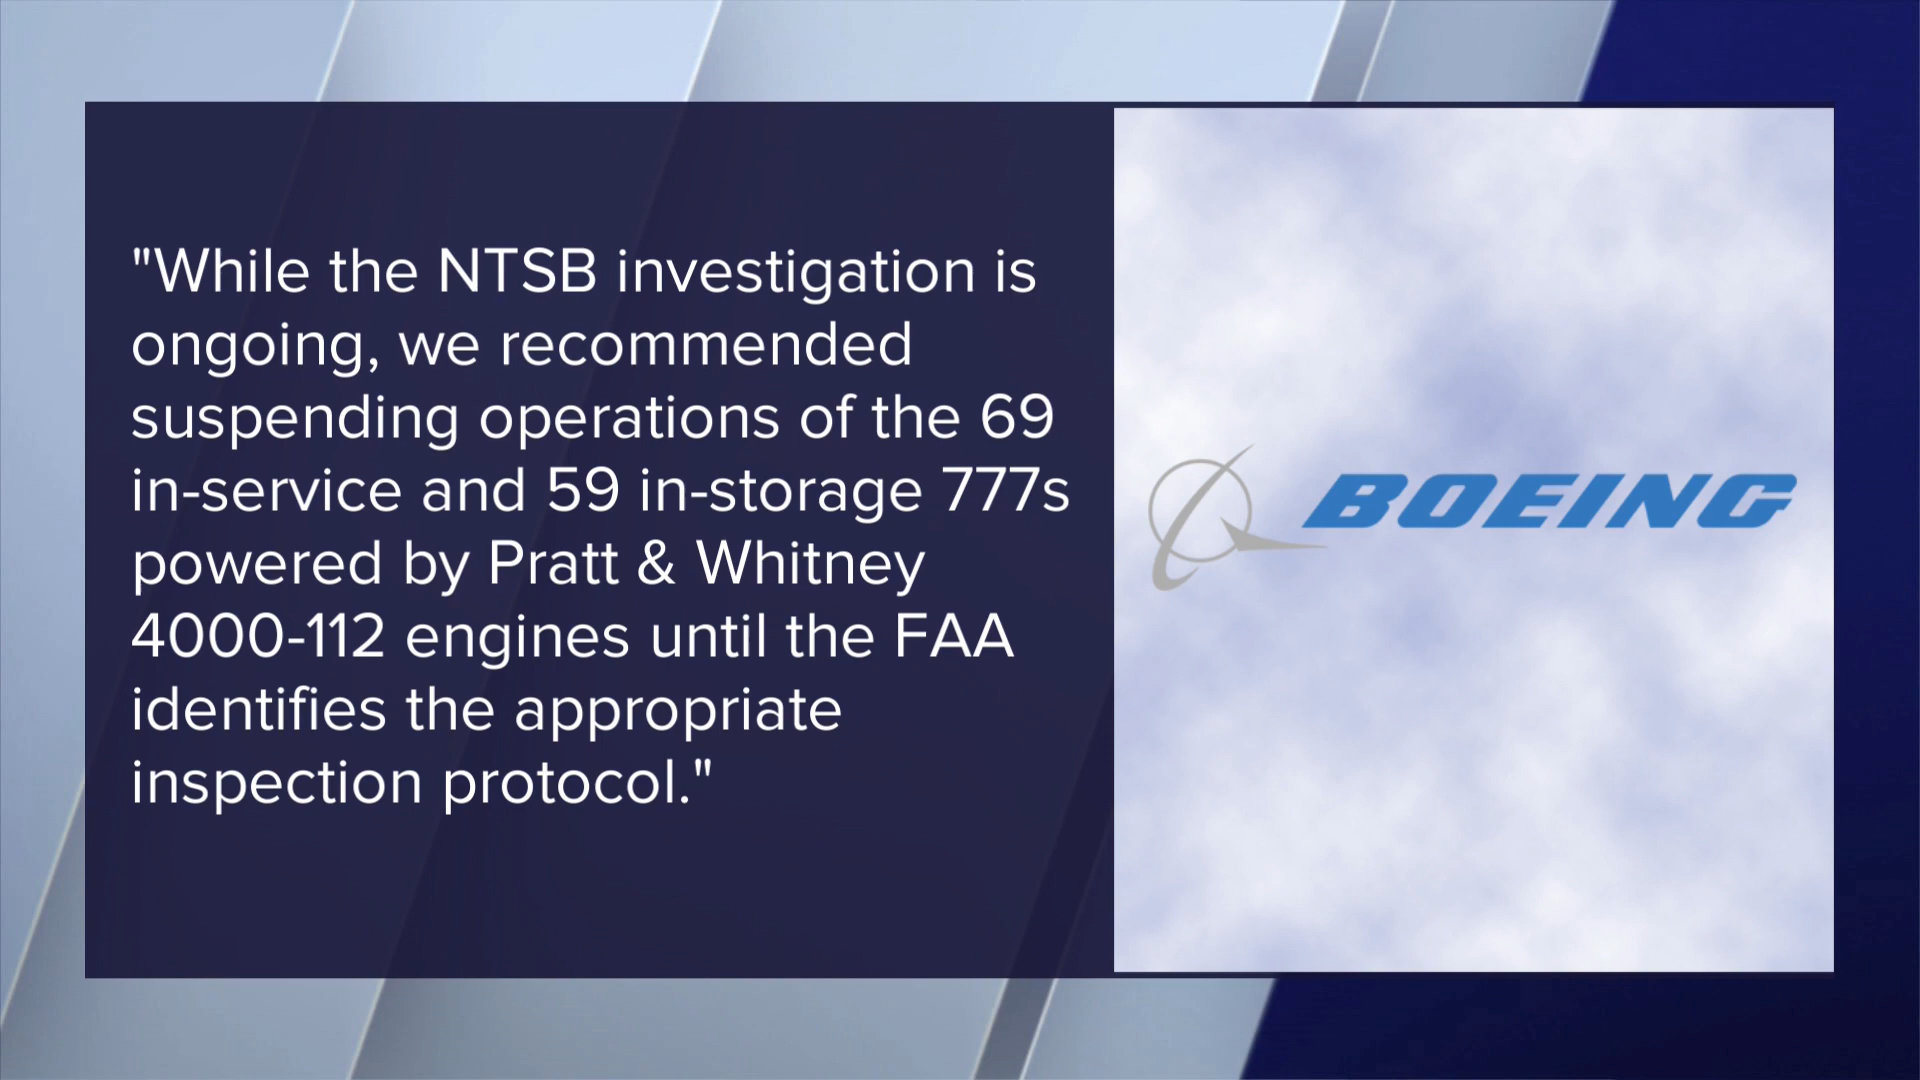 "While the NTSB investigation is
ongoing, we recommended
suspending operations of the 69
in-service and 59 in-storage 777s
powered by Pratt & Whitney
4000-112 engines until the FAA
identifies the appropriate
inspection protocol."
BOEING